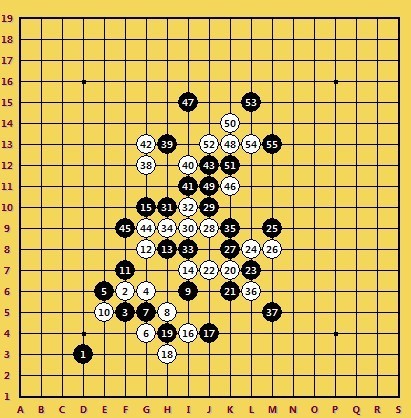 19
18
17
16
15 47 53
14 50
13 42 39 52 48 54 55
12 38 40 43 51
11 41 49 46
10 15 31 32 29
9 45 44 34 30 28 35 25
8 12 13 33 27 24 26
7 11 14 22 20 23
6 5 2 4 9 21 36
5 10 3 7 8 37
4 6 19 16 17
3 1 18
2
1
A B C D E F G H I J K L M N O P Q R S